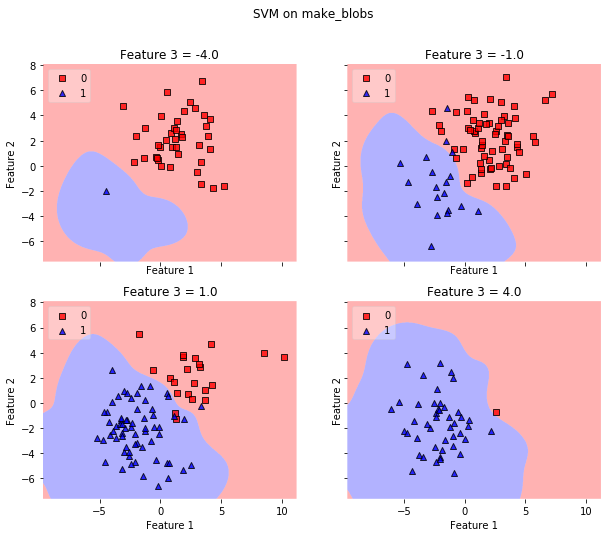 SVM on make_blobs
Feature 3 = -4.0
Feature 3 = -1.0
8
6
4
2
0
−2
−4
−6
Feature 2
0
1
Feature 1
Feature 2
0
1
Feature 1
Feature 3 = 1.0
Feature 3 = 4.0
8
6
4
2
0
−2
−4
−6
Feature 2
0
1
−5
0
5
10
Feature 1
Feature 2
0
1
−5
0
5
10
Feature 1